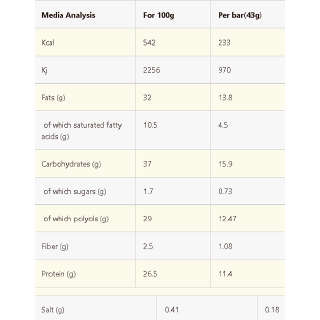 Media Analysis For 100g Per bar(43g)
Kcal 542 233
Kj 2256 970
Fats (g) 32 13.8
of which saturated fatty 10.5 4.5
acids (g)
Carbohydrates (g) 37 15.9
of which sugars (g) 1.7 0.73
of which polyols (g) 29 12.47
Fiber (g) 2.5 1.08
Protein (g) 26.5 11.4
Salt (g) 0.41 0.18